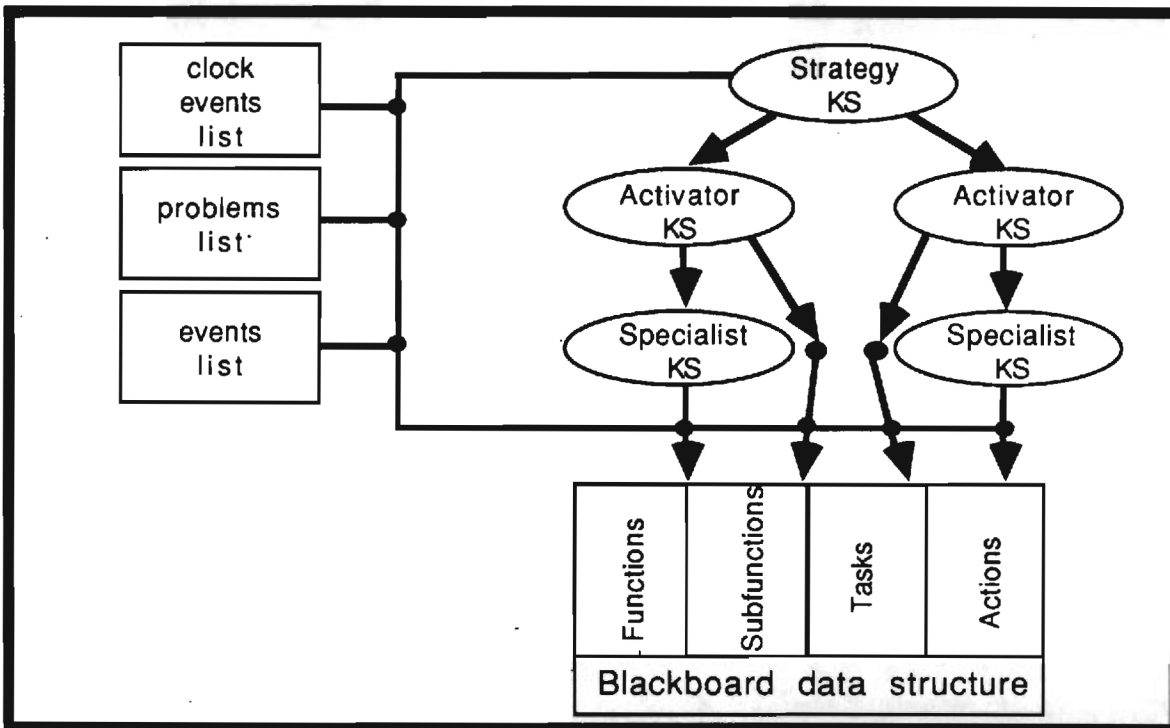 clock
events
list
problems
list
events
list
Strategy
KS
Activator
KS
Activator
KS
Specialist
KS
Specialist
KS
Functions
Subfunctions
Tasks
Actions
Blackboard data structure